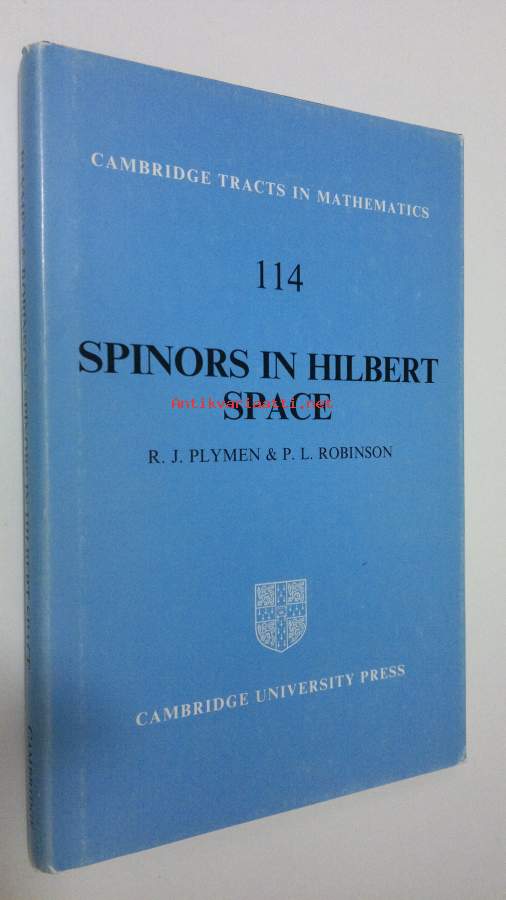 CAMBRIDGE TRACTS IN MATHEMATICS
114
SPINORS IN HILBERT
SPACE
Antikvariaatti.net
R. J. PLYMEN & P. L. ROBINSON
CAMBRIDGE UNIVERSITY PRESS